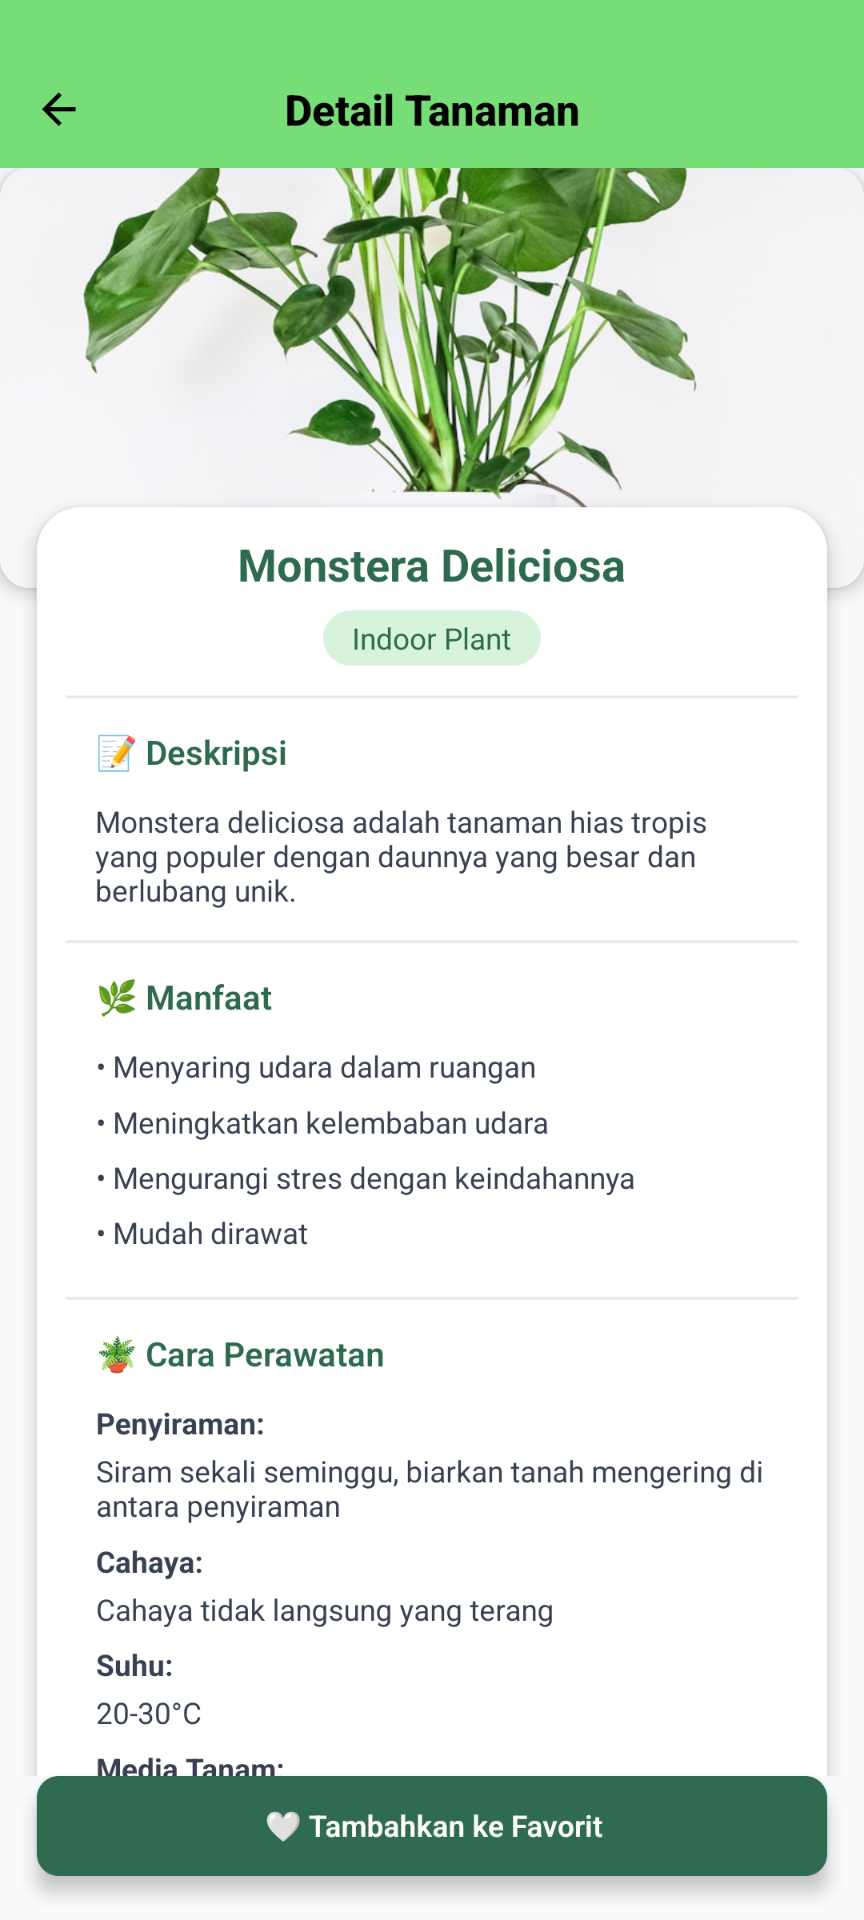 Detail Tanaman
Monstera Deliciosa
Indoor Plant
📝 Deskripsi
Monstera deliciosa adalah tanaman hias tropis
yang populer dengan daunnya yang besar dan
berlubang unik.
🌿 Manfaat
• Menyaring udara dalam ruangan
• Meningkatkan kelembaban udara
• Mengurangi stres dengan keindahannya
• Mudah dirawat
🪴 Cara Perawatan
Penyiraman:
Siram sekali seminggu, biarkan tanah mengering di
antara penyiraman
Cahaya:
Cahaya tidak langsung yang terang
Suhu:
20-30°C
Media Tanam:
🤍 Tambahkan ke Favorit